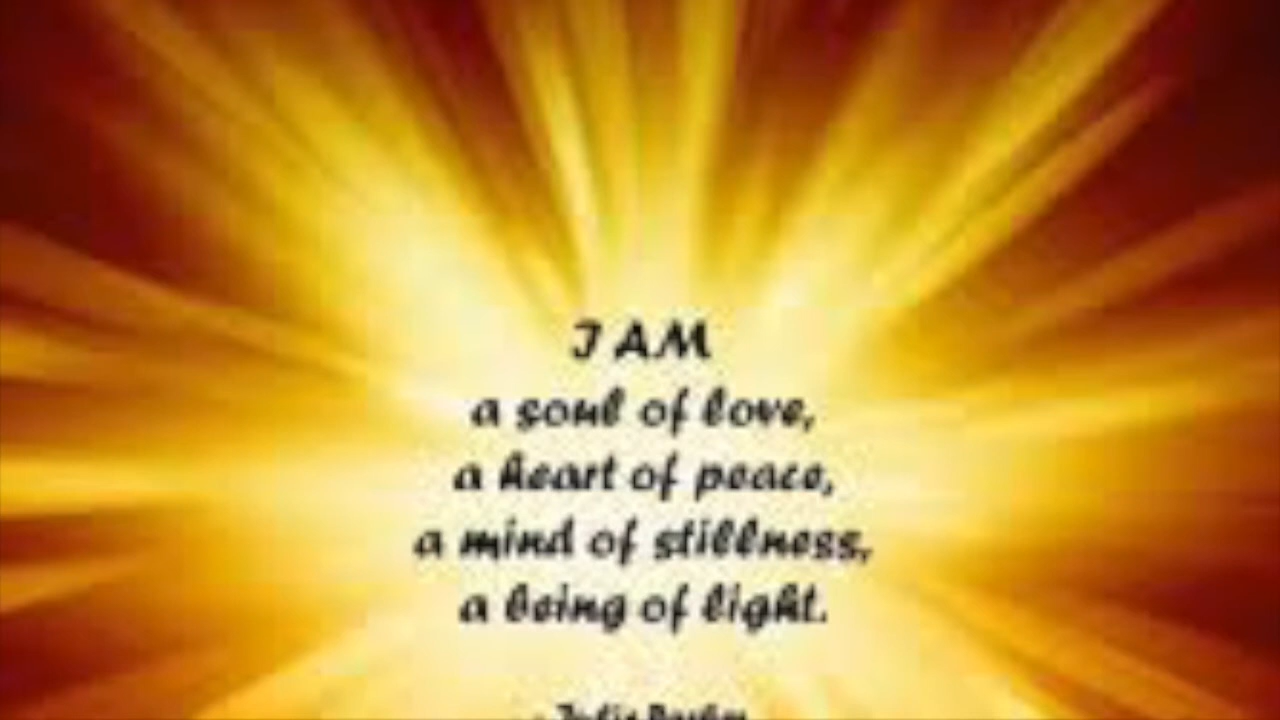 I AM
a soul of love,
a heart of peace,
a mind of stillness,
a being of light.